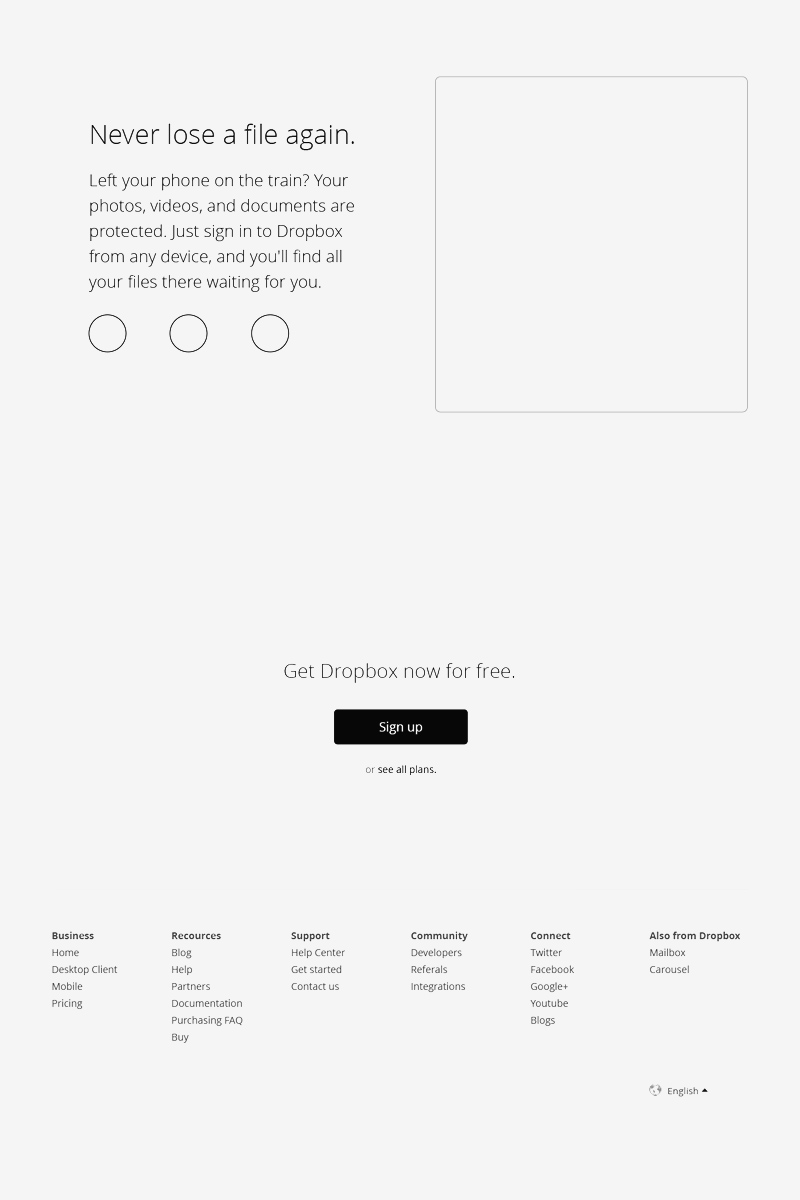 Never lose a file again.
Left your phone on the train? Your
photos, videos, and documents are
protected. Just sign in to Dropbox
from any device, and you'll find all
your files there waiting for you.
Get Dropbox now for free.
Sign up
or see all plans.
Business
Home
Desktop Client
Mobile
Pricing
Recources
Blog
Help
Partners
Documentation
Purchasing FAQ
Buy
Support
Help Center
Get started
Contact us
Community
Developers
Referals
Integrations
Connect
Twitter
Facebook
Google+
Youtube
Blogs
Also from Dropbox
Mailbox
Carousel
English